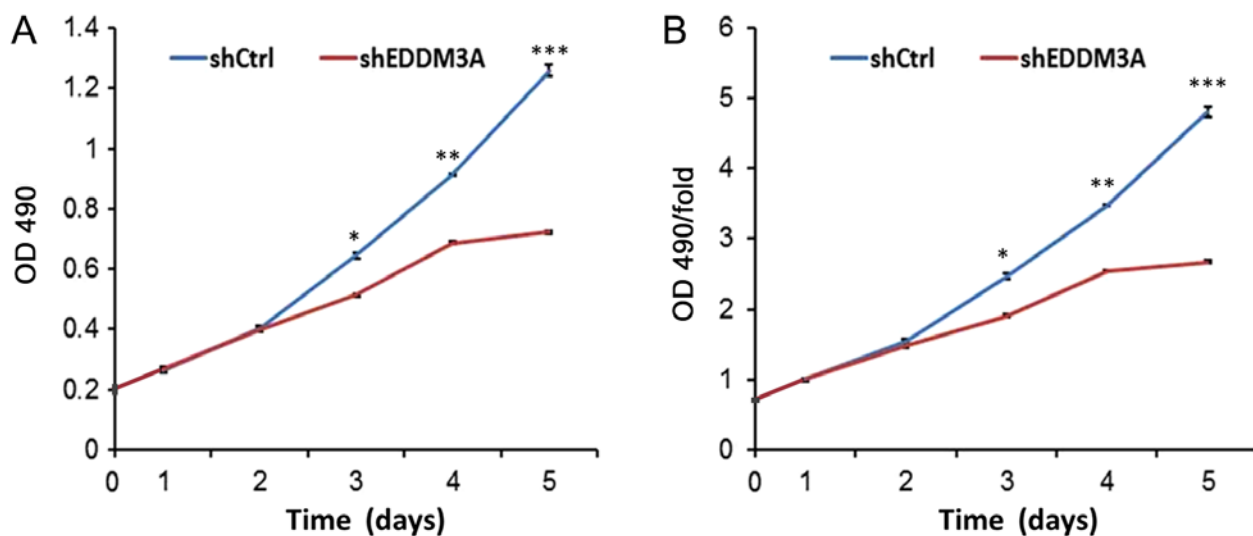 A
OD 490
1.4
1.2
1
0.8
0.6
0.4
0.2
0
shCtrl shEDDM3A
*
**
***
0 1 2 3 4 5
Time (days)
B
OD 490/fold
6
5
4
3
2
1
0
shCtrl shEDDM3A
*
**
***
0 1 2 3 4 5
Time (days)